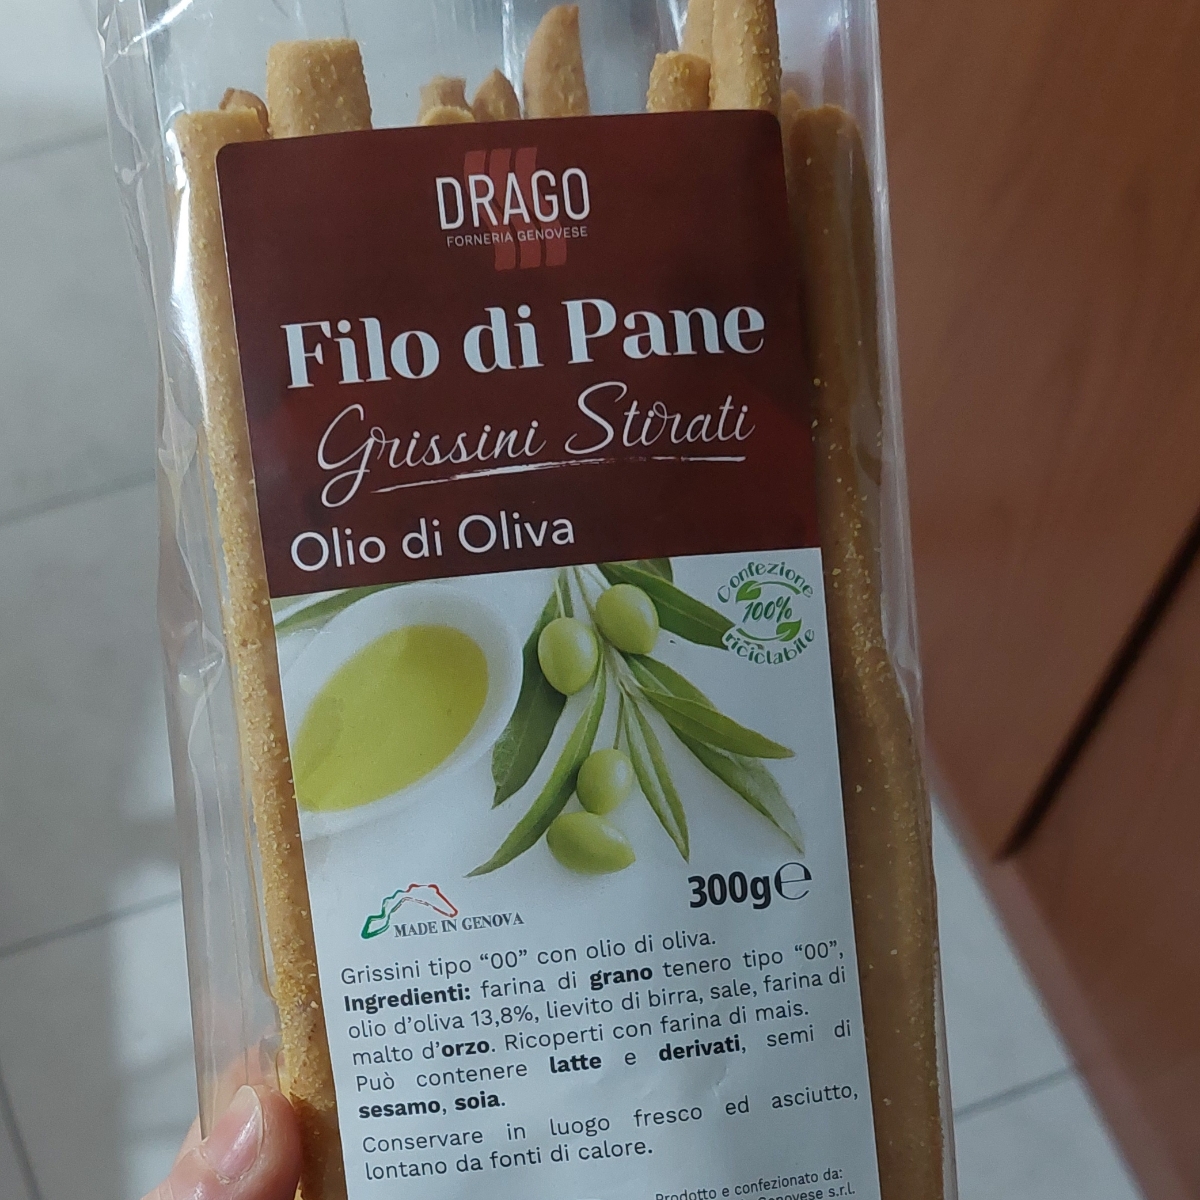 DRAGO
FORNERIA GENOVESE
Filo di Pane
Grissini Stirati
Olio di Oliva
Confezione
100%
riciclabile
300g℮
MADE IN GENOVA
Grissini tipo “00” con olio di oliva.
Ingredienti: farina di grano tenero tipo “00”,
olio d’oliva 13,8%, lievito di birra, sale, farina di
malto d’orzo. Ricoperti con farina di mais.
Può contenere latte e derivati, semi di
sesamo, soia.
Conservare in luogo fresco ed asciutto,
lontano da fonti di calore.
Prodotto e confezionato da:
Genovese s.r.l.